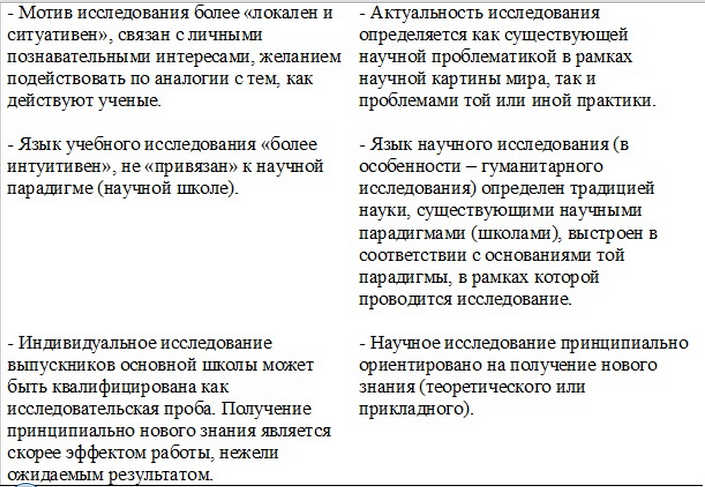 - Мотив исследования более «локален и
ситуативен», связан с личными
познавательными интересами, желанием
подействовать по аналогии с тем, как
действуют ученые.
- Актуальность исследования
определяется как существующей
научной проблематикой в рамках
научной картины мира, так и
проблемами той или иной практики.
- Язык учебного исследования «более
интуитивен», не «привязан» к научной
парадигме (научной школе).
- Язык научного исследования (в
особенности – гуманитарного
исследования) определен традицией
науки, существующими научными
парадигмами (школами), выстроен в
соответствии с основаниями той
парадигмы, в рамках которой
проводится исследование.
- Индивидуальное исследование
выпускников основной школы может
быть квалифицирована как
исследовательская проба. Получение
принципиально нового знания является
скорее эффектом работы, нежели
ожидаемым результатом.
- Научное исследование принципиально
ориентировано на получение нового
знания (теоретического или
прикладного).